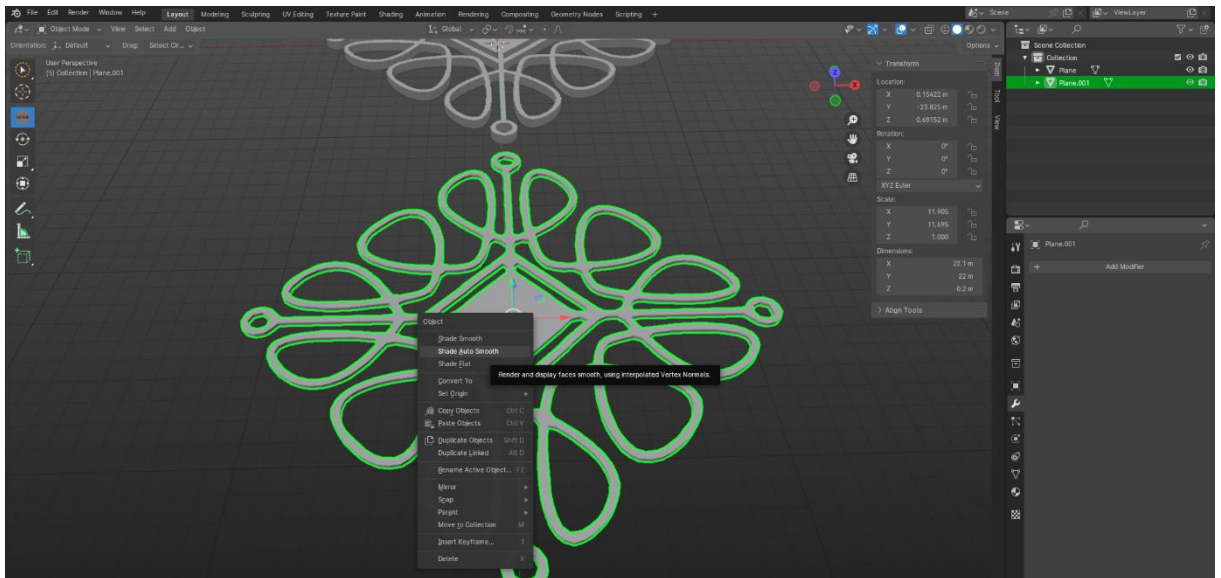 File Edit Render Window Help Layout Modeling Sculpting UV Editing Texture Paint Shading Animation Rendering Compositing Geometry Nodes Scripting + Scene ViewLayer
Object Mode View Select Add Object Global
Orientation: Default Drag: Select Cir... Options
User Perspective
(5) Collection | Plane.001
Z
X
Transform
Location:
X 0.15422 m
Y -23.825 m
Z 0.68152 m
Rotation:
X 0°
Y 0°
Z 0°
XYZ Euler
Scale:
X 11.905
Y 11.695
Z 1.000
Dimensions:
X 22.1 m
Y 22 m
Z 0.2 m
Align Tools
Item
Tool
View
Scene Collection
Collection
Plane
Plane.001
Plane.001
+ Add Modifier
Object
Shade Smooth
Shade Auto Smooth
Shade Flat
Render and display faces smooth, using interpolated Vertex Normals.
Convert To
Set Origin
Copy Objects Ctrl C
Paste Objects Ctrl V
Duplicate Objects Shift D
Duplicate Linked Alt D
Rename Active Object... F2
Mirror
Snap
Parent
Move to Collection M
Insert Keyframe... I
Delete X